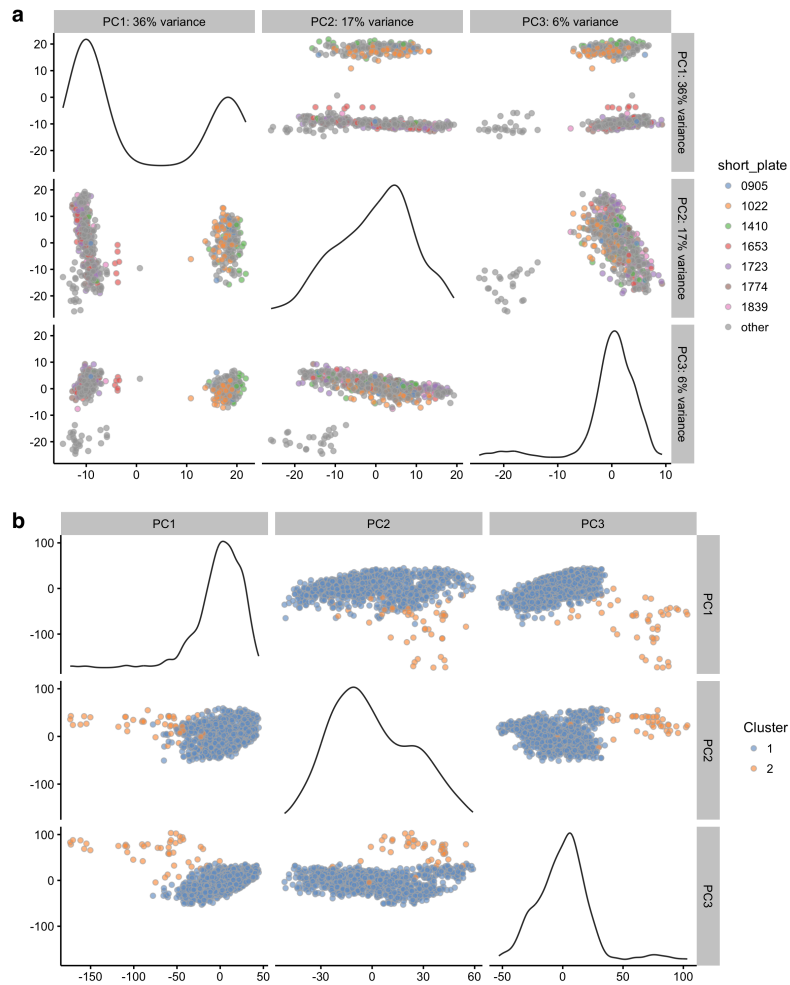 a
PC1: 36% variance PC2: 17% variance PC3: 6% variance
20
10
0
-10
-20
PC1: 36% variance
20
10
0
-10
-20
PC2: 17% variance
20
10
0
-10
-20
PC3: 6% variance
-10 0 10 20 -20 -10 0 10 20 -20 -10 0 10
short_plate
0905
1022
1410
1653
1723
1774
1839
other
b
PC1 PC2 PC3
100
0
-100
PC1
100
0
-100
PC2
100
0
-100
PC3
-150 -100 -50 0 50 -30 0 30 60 -50 0 50 100
Cluster
1
2